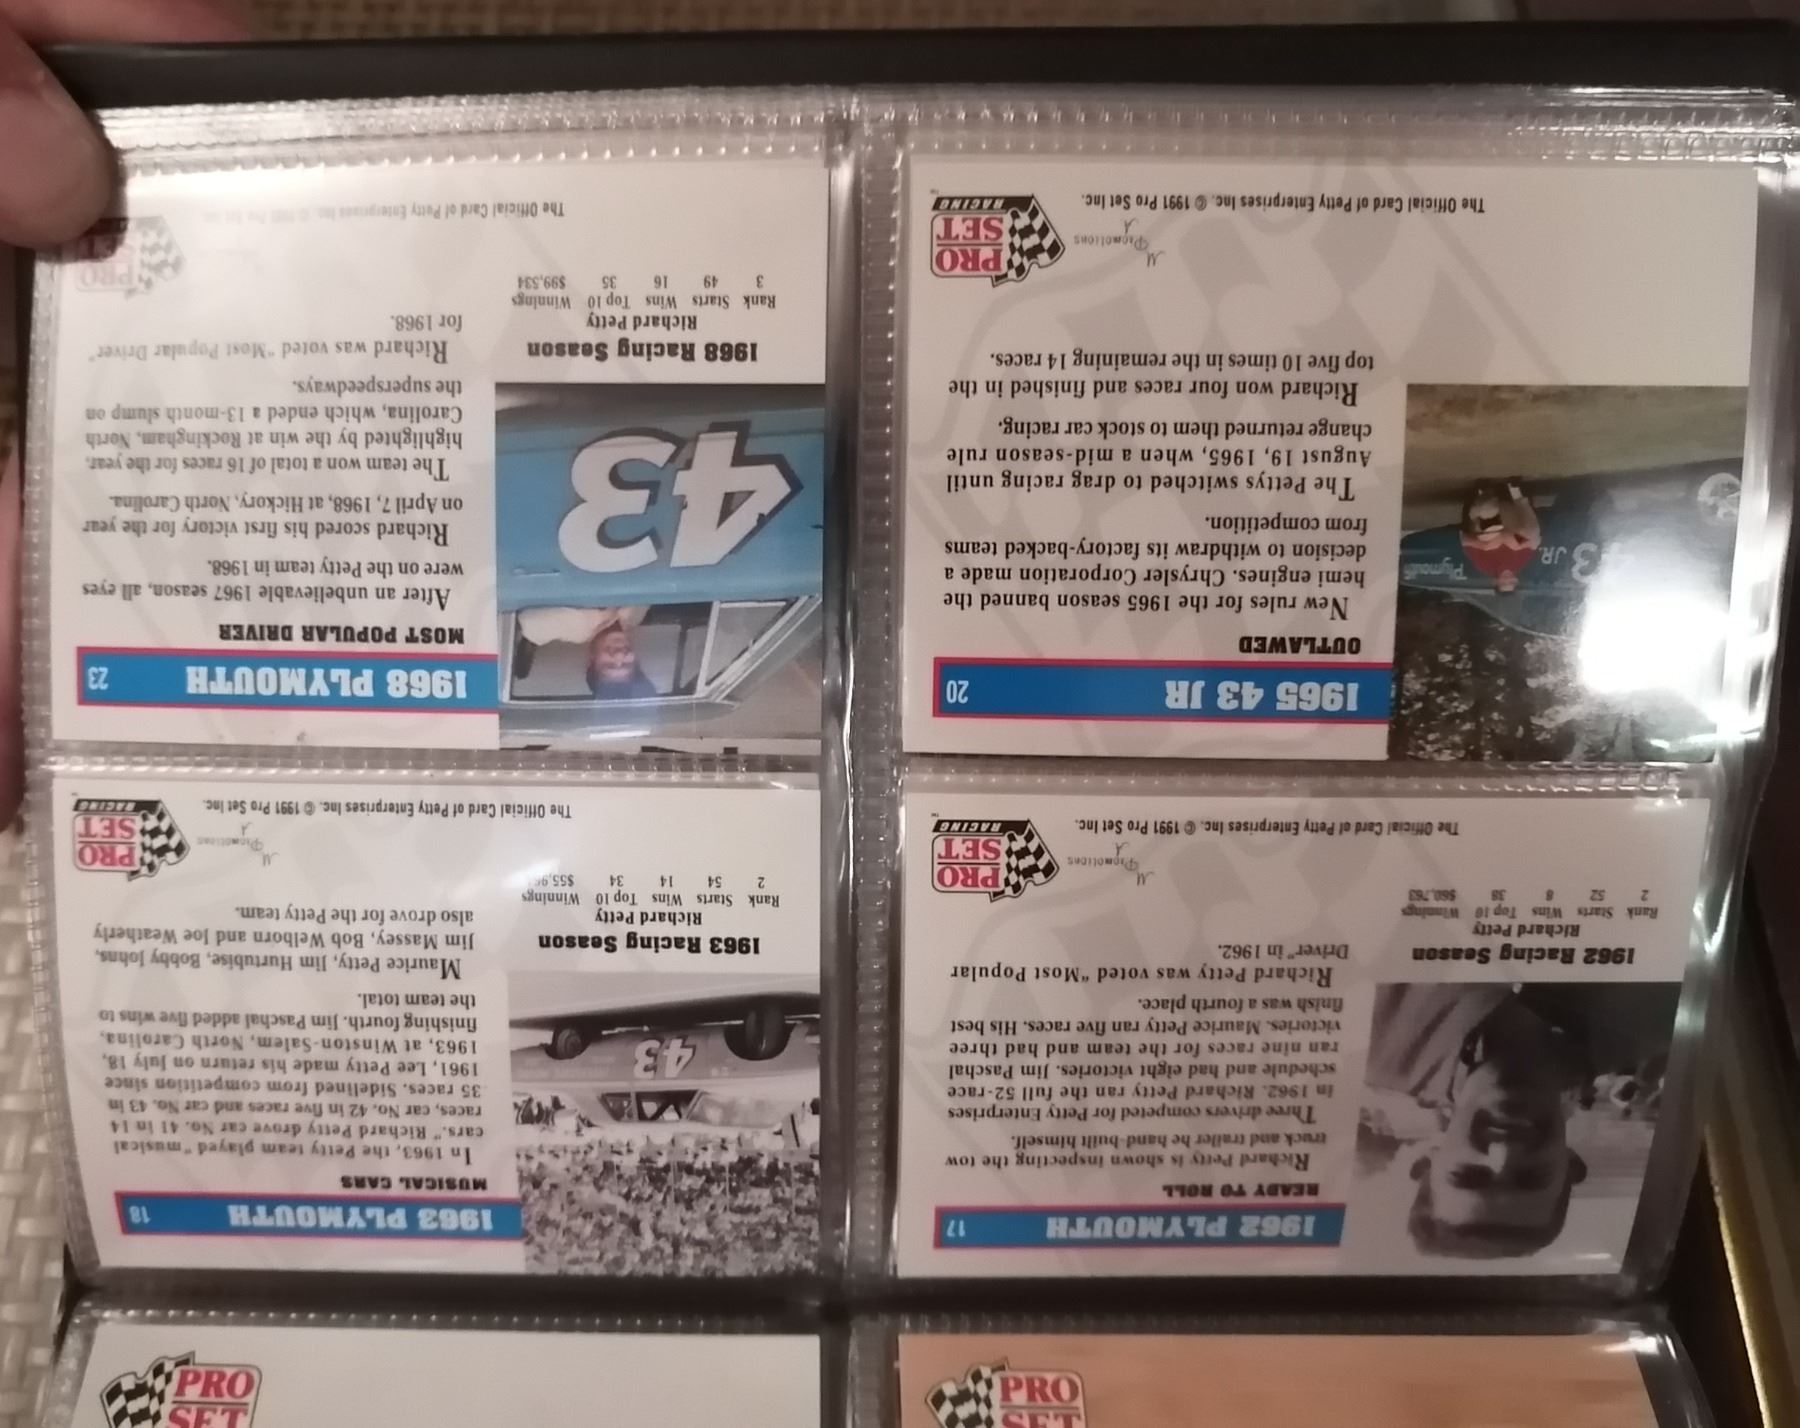 1962 PLYMOUTH 17
READY TO ROLL
Richard Petty is shown inspecting the tow
truck and trailer he hand-built himself.
Three drivers competed for Petty Enterprises
in 1962. Richard Petty ran the full 52-race
schedule and had eight victories. Jim Paschal
ran nine races for the team and had three
victories. Maurice Petty ran five races. His best
finish was a fourth place.
Richard Petty was voted "Most Popular
Driver" in 1962.
1962 Racing Season
Richard Petty
Rank Starts Wins Top 10 Winnings
2 52 8 38 $60,763
M Promotions A
PRO SET RACING
The Official Card of Petty Enterprises Inc. © 1991 Pro Set Inc.
1963 PLYMOUTH 18
MUSICAL CARS
In 1963, the Petty team played "musical
cars." Richard Petty drove car No. 41 in 14
races, car No. 42 in five races and car No. 43 in
35 races. Sidelined from competition since
1961, Lee Petty made his return on July 18,
1963, at Winston-Salem, North Carolina,
finishing fourth. Jim Paschal added five wins to
the team total.
Maurice Petty, Jim Hurtubise, Bobby Johns,
Jim Massey, Bob Welborn and Joe Weatherly
also drove for the Petty team.
43
1963 Racing Season
Richard Petty
Rank Starts Wins Top 10 Winnings
2 54 14 34
M Promotions A
PRO SET RACING
The Official Card of Petty Enterprises Inc. © 1991 Pro Set Inc.
1965 43 JR 20
OUTLAWED
New rules for the 1965 season banned the
hemi engines. Chrysler Corporation made a
decision to withdraw its factory-backed teams
from competition.
The Pettys switched to drag racing until
August 19, 1965, when a mid-season rule
change returned them to stock car racing.
Richard won four races and finished in the
top five 10 times in the remaining 14 races.
3 JR. Plymouth
M Promotions A
PRO SET RACING
The Official Card of Petty Enterprises Inc. © 1991 Pro Set Inc.
1968 PLYMOUTH 23
MOST POPULAR DRIVER
After an unbelievable 1967 season, all eyes
were on the Petty team in 1968.
Richard scored his first victory for the year
on April 7, 1968, at Hickory, North Carolina.
The team won a total of 16 races for the year,
highlighted by the win at Rockingham, North
Carolina, which ended a 13-month slump on
the superspeedways.
Richard was voted "Most Popular Driver"
for 1968.
43
1968 Racing Season
Richard Petty
Rank Starts Wins Top 10 Winnings
3 49 16 35 $99,534
PRO SET
The Official Card of Petty Enterprises Inc. © 1991 Pro Set Inc.
PRO SET
PRO SET